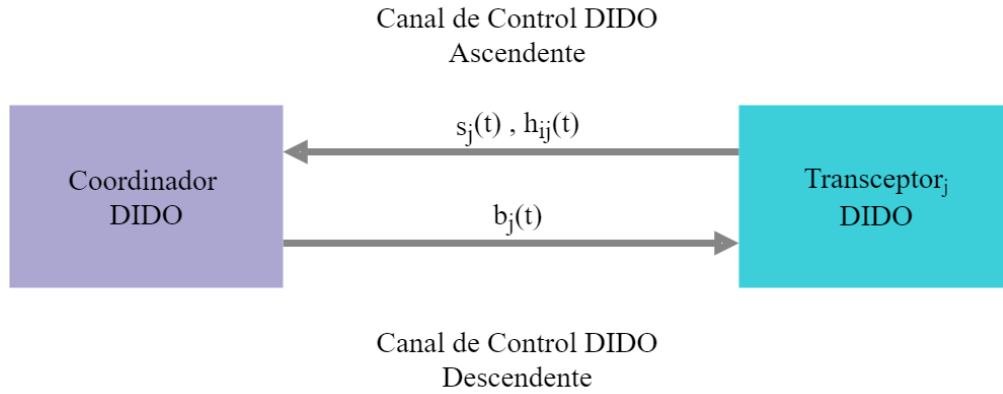 Canal de Control DIDO
Ascendente
sⱼ(t) , hᵢⱼ(t)
Coordinador
DIDO
Transceptorⱼ
DIDO
bⱼ(t)
Canal de Control DIDO
Descendente